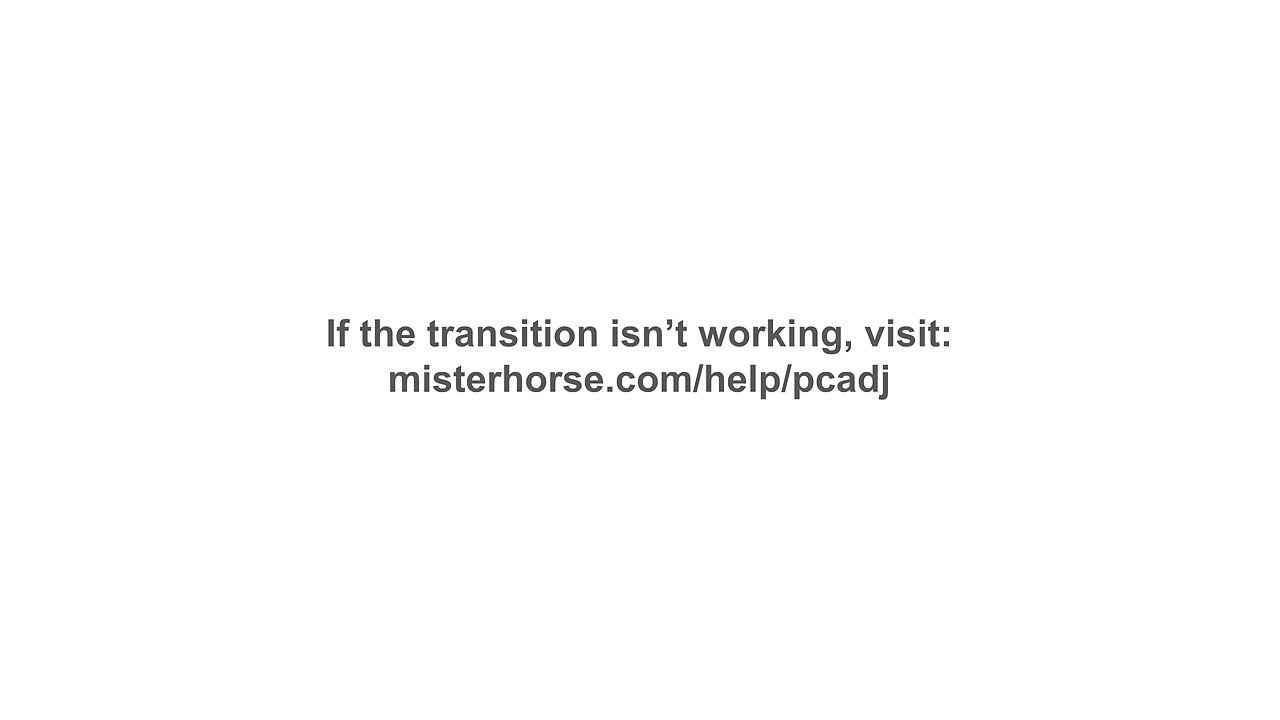 If the transition isn’t working, visit:
misterhorse.com/help/pcadj